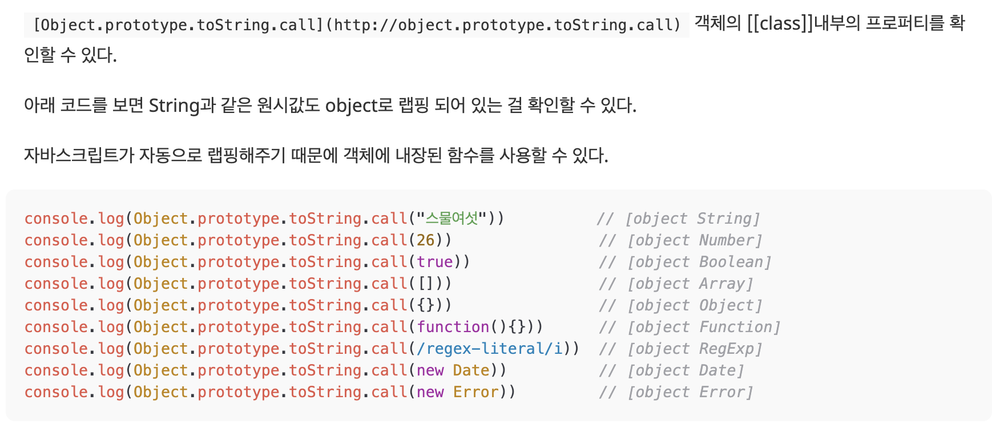 [Object.prototype.toString.call](http://object.prototype.toString.call) 객체의 [[class]]내부의 프로퍼티를 확
인할 수 있다.
아래 코드를 보면 String과 같은 원시값도 object로 랩핑 되어 있는 걸 확인할 수 있다.
자바스크립트가 자동으로 랩핑해주기 때문에 객체에 내장된 함수를 사용할 수 있다.
console.log(Object.prototype.toString.call("스물여섯"))          // [object String]
console.log(Object.prototype.toString.call(26))                // [object Number]
console.log(Object.prototype.toString.call(true))              // [object Boolean]
console.log(Object.prototype.toString.call([]))                // [object Array]
console.log(Object.prototype.toString.call({}))                // [object Object]
console.log(Object.prototype.toString.call(function(){}))      // [object Function]
console.log(Object.prototype.toString.call(/regex-literal/i))  // [object RegExp]
console.log(Object.prototype.toString.call(new Date))          // [object Date]
console.log(Object.prototype.toString.call(new Error))         // [object Error]